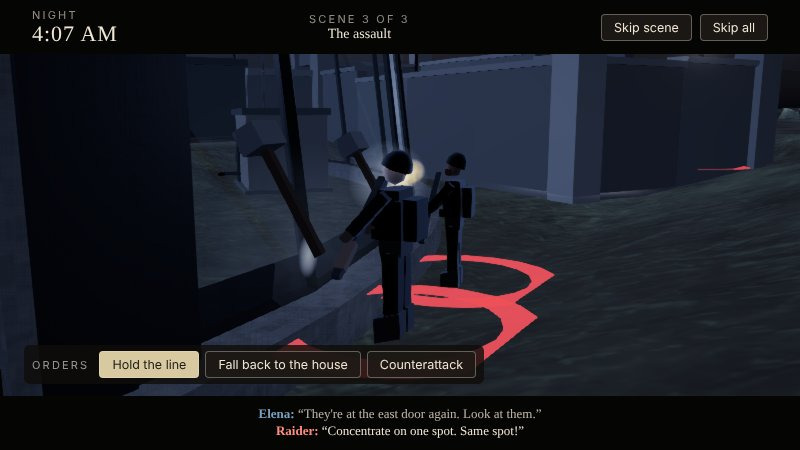 NIGHT
4:07 AM
SCENE 3 OF 3
The assault
Skip scene
Skip all
ORDERS
Hold the line
Fall back to the house
Counterattack
Elena: “They're at the east door again. Look at them.”
Raider: “Concentrate on one spot. Same spot!”